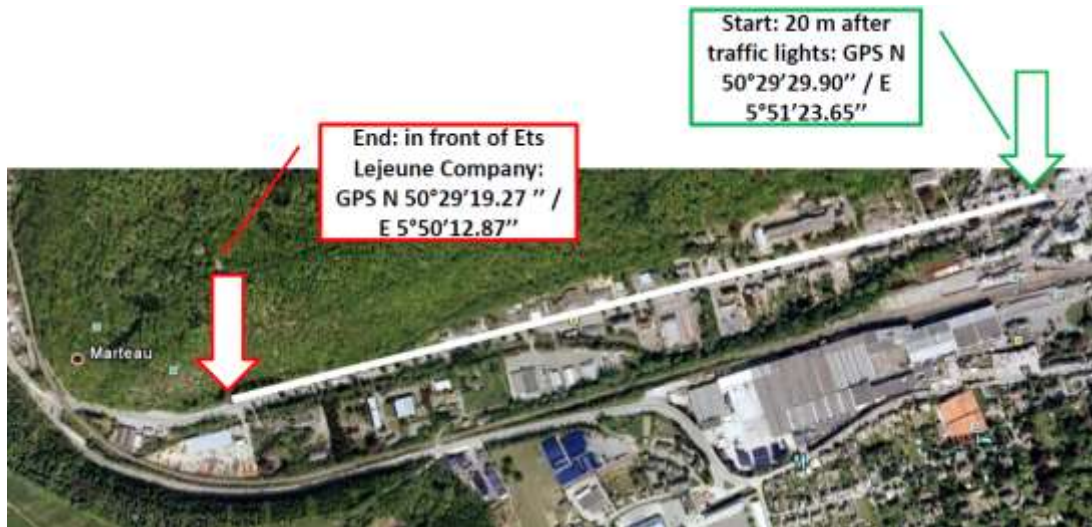 Start: 20 m after
traffic lights: GPS N
50°29’29.90’’ / E
5°51’23.65’’
End: in front of Ets
Lejeune Company:
GPS N 50°29’19.27 ’’ /
E 5°50’12.87’’
Marteau